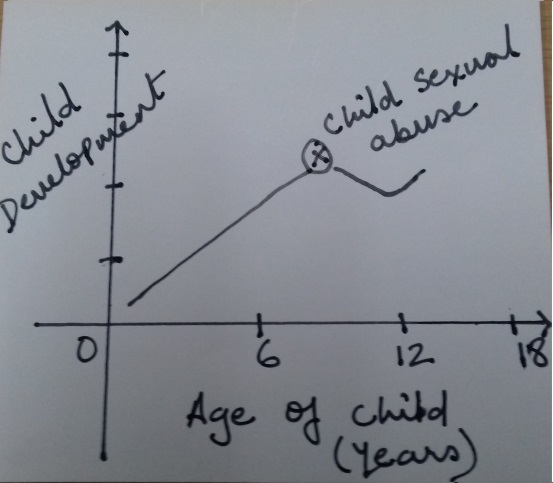 Child
Development
Child sexual
abuse
0
6
12
18
Age of child
(years)